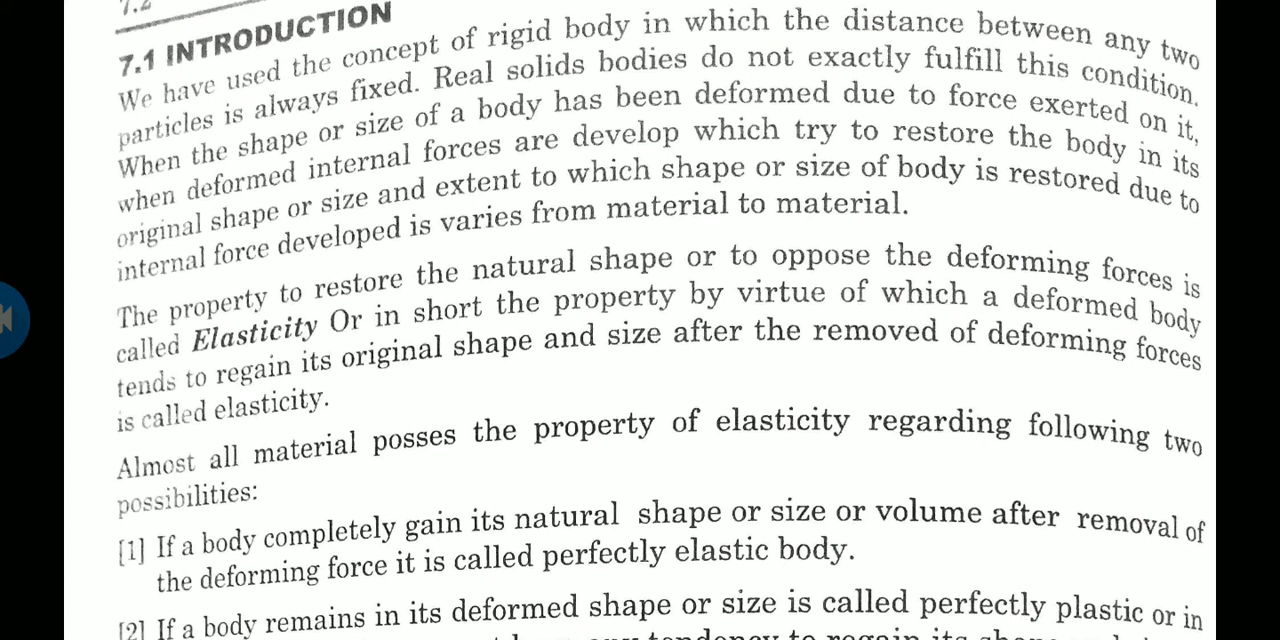 7.2
7.1 INTRODUCTION
We have used the concept of rigid body in which the distance between any two
particles is always fixed. Real solids bodies do not exactly fulfill this condition.
When the shape or size of a body has been deformed due to force exerted on it,
when deformed internal forces are develop which try to restore the body in its
original shape or size and extent to which shape or size of body is restored due to
internal force developed is varies from material to material.
The property to restore the natural shape or to oppose the deforming forces is
called Elasticity Or in short the property by virtue of which a deformed body
tends to regain its original shape and size after the removed of deforming forces
is called elasticity.
Almost all material posses the property of elasticity regarding following two
possibilities:
[1] If a body completely gain its natural shape or size or volume after removal of
the deforming force it is called perfectly elastic body.
[2] If a body remains in its deformed shape or size is called perfectly plastic or in
tendency to regain its